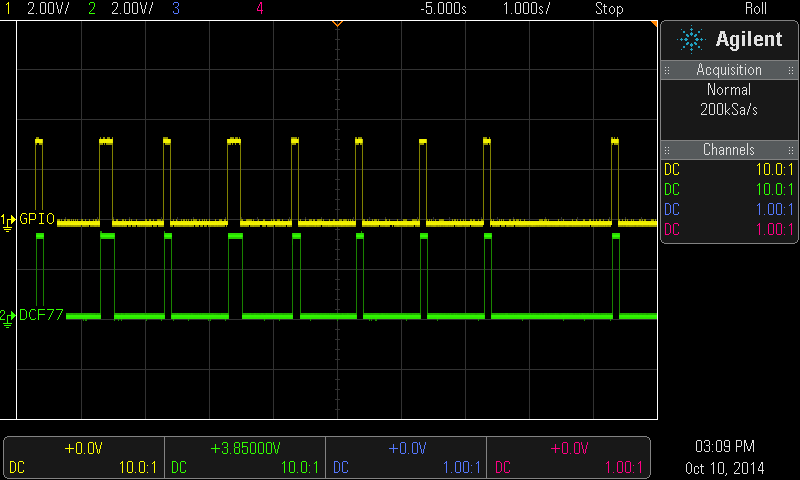 1 2.00V/ 2 2.00V/ 3 4 -5.000s 1.000s/ Stop Roll
Agilent
Acquisition
Normal
200kSa/s
Channels
DC 10.0:1
DC 10.0:1
DC 1.00:1
DC 1.00:1
1 GPIO
2 DCF77
+0.0V +3.85000V +0.0V +0.0V
DC 10.0:1 DC 10.0:1 DC 1.00:1 DC 1.00:1
03:09 PM
Oct 10, 2014